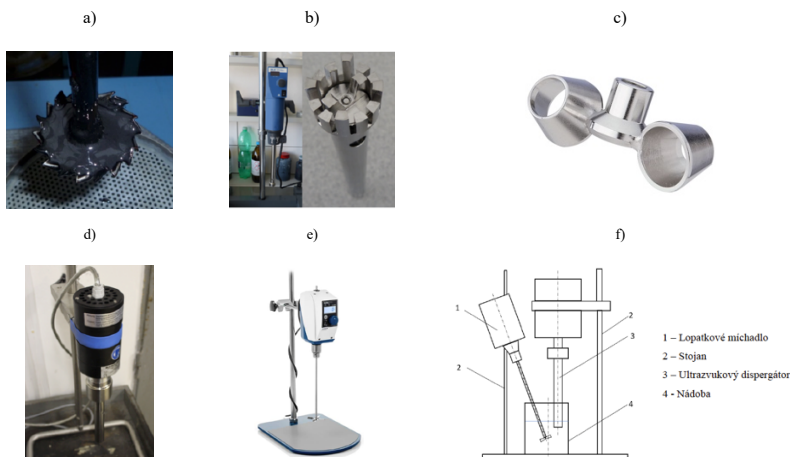 a)
b)
c)
d)
e)
f)
1
2
2
3
4
1 – Lopatkové míchadlo
2 – Stojan
3 – Ultrazvukový dispergátor
4 - Nádoba